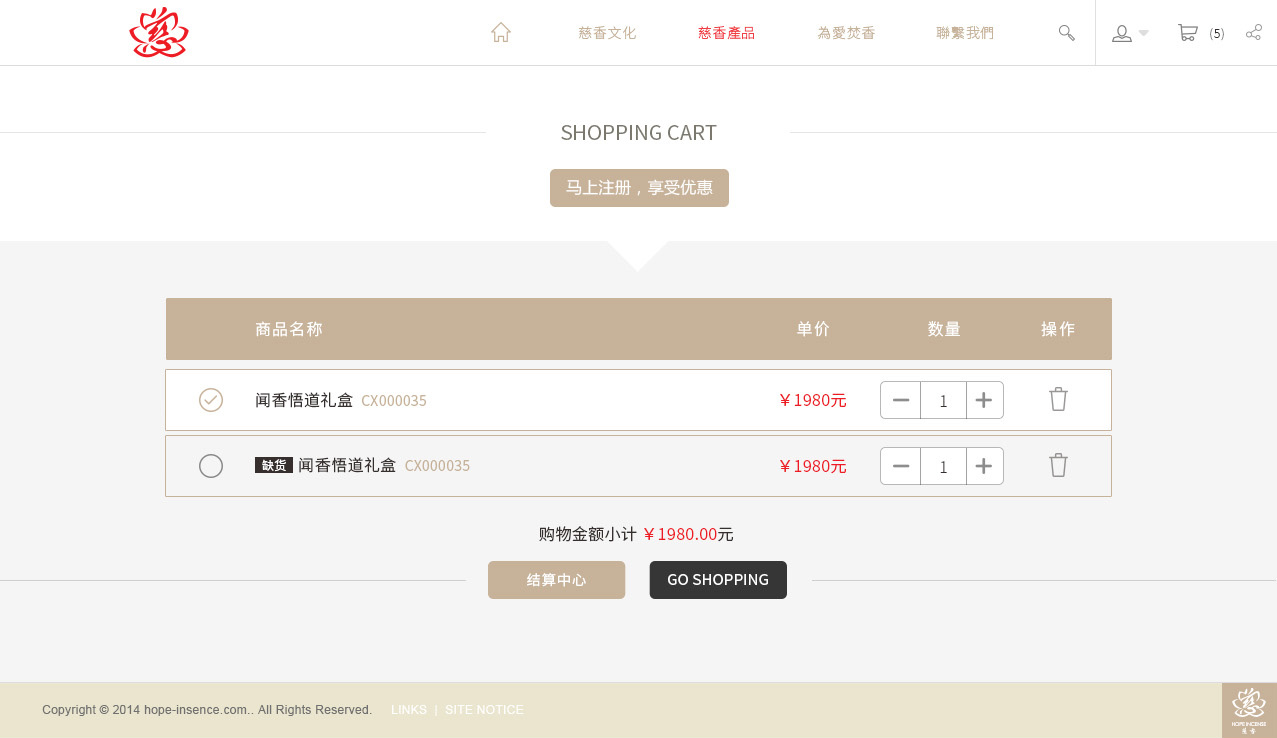 慈香文化 慈香產品 為愛焚香 聯繫我們 (5)
SHOPPING CART
马上注册，享受优惠
商品名称 单价 数量 操作
闻香悟道礼盒 CX000035 ￥1980元 1
缺货 闻香悟道礼盒 CX000035 ￥1980元 1
购物金额小计 ￥1980.00元
结算中心 GO SHOPPING
Copyright © 2014 hope-insence.com.. All Rights Reserved. LINKS | SITE NOTICE
HOPE INCENSE
慈香